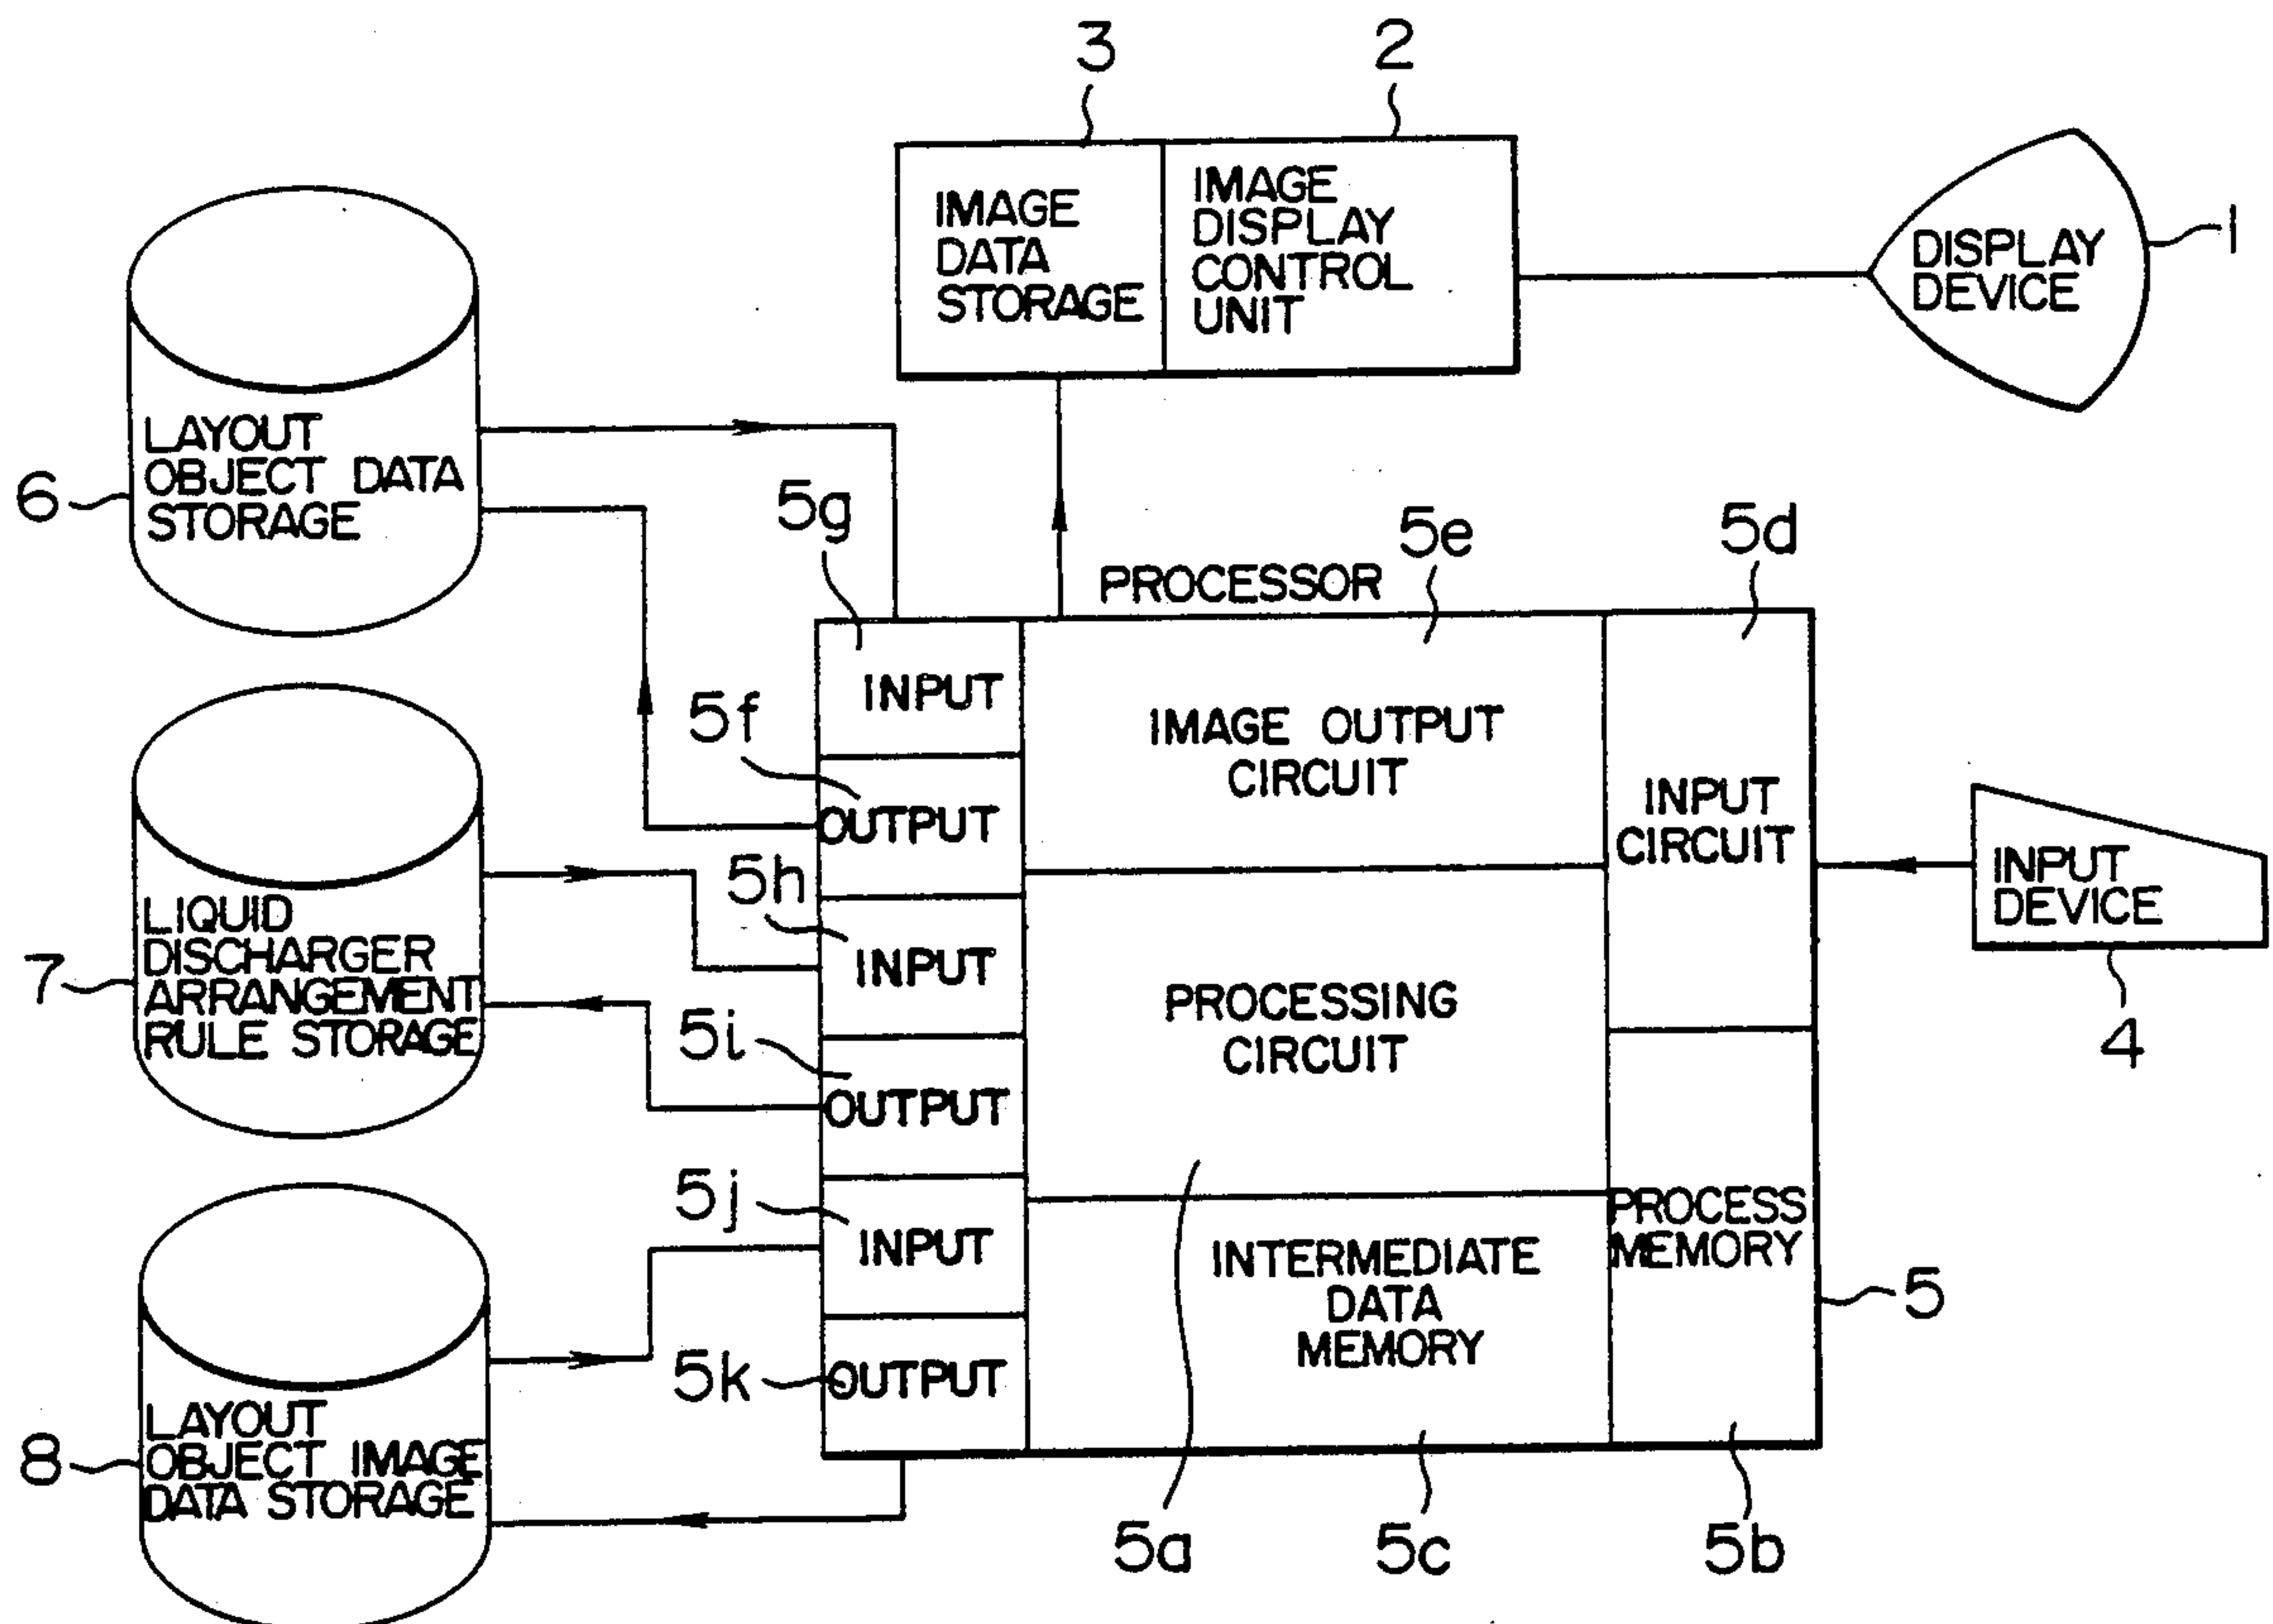 3
2
IMAGE
DATA
STORAGE
IMAGE
DISPLAY
CONTROL
UNIT
DISPLAY
DEVICE
1
LAYOUT
OBJECT DATA
STORAGE
6
5g
PROCESSOR
5e
5d
INPUT
5f
OUTPUT
IMAGE OUTPUT
CIRCUIT
INPUT
CIRCUIT
INPUT
DEVICE
4
LIQUID
DISCHARGER
ARRANGEMENT
RULE STORAGE
7
5h
INPUT
5i
OUTPUT
PROCESSING
CIRCUIT
5j
INPUT
5k
OUTPUT
INTERMEDIATE
DATA
MEMORY
PROCESS
MEMORY
5
LAYOUT
OBJECT IMAGE
DATA STORAGE
8
5a
5c
5b